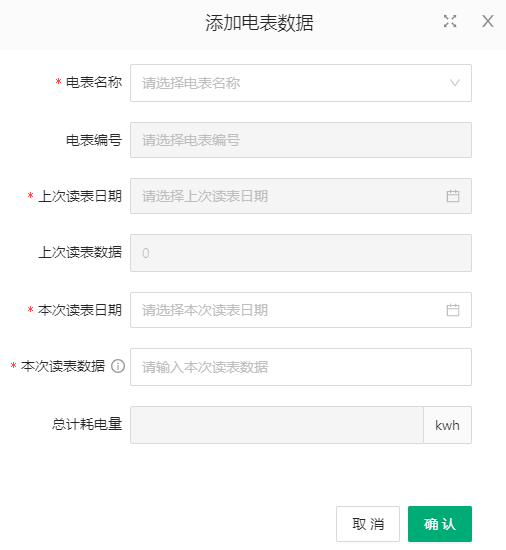 添加电表数据
* 电表名称 请选择电表名称
电表编号 请选择电表编号
* 上次读表日期 请选择上次读表日期
上次读表数据 0
* 本次读表日期 请选择本次读表日期
* 本次读表数据 请输入本次读表数据
总计耗电量 kwh
取 消 确 认